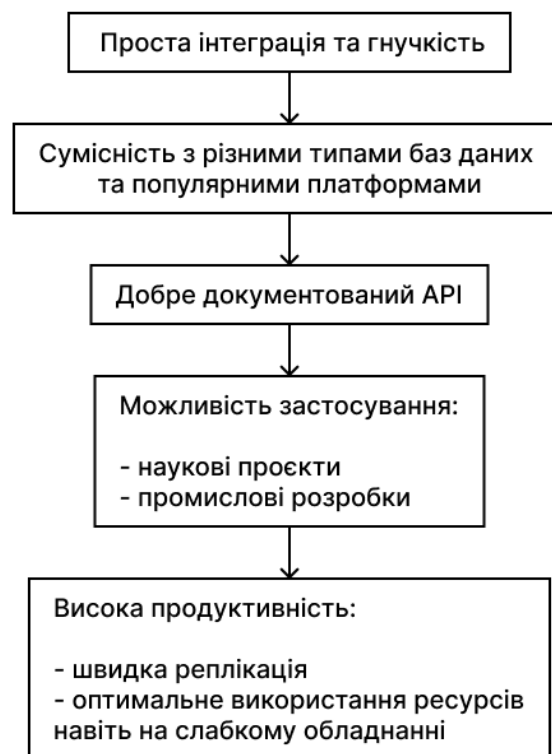 Проста інтеграція та гнучкість
Сумісність з різними типами баз даних
та популярними платформами
Добре документований API
Можливість застосування:
- наукові проєкти
- промислові розробки
Висока продуктивність:
- швидка реплікація
- оптимальне використання ресурсів
навіть на слабкому обладнанні